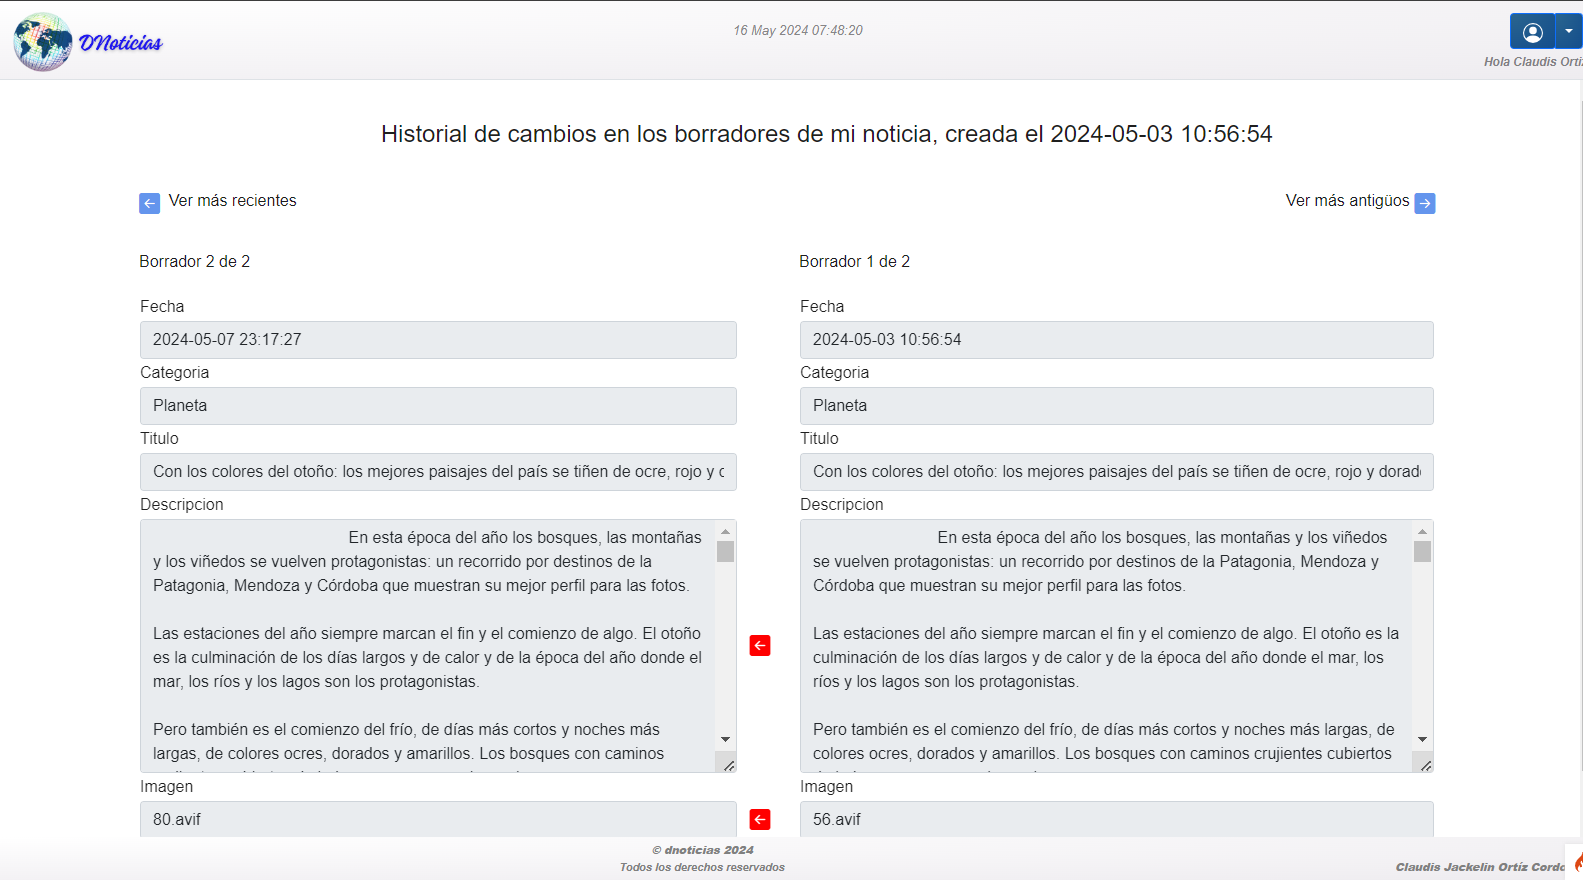 DNoticias
16 May 2024 07:48:20
Hola Claudis Ortíz
Historial de cambios en los borradores de mi noticia, creada el 2024-05-03 10:56:54
Ver más recientes
Ver más antigüos
Borrador 2 de 2
Fecha
2024-05-07 23:17:27
Categoria
Planeta
Titulo
Con los colores del otoño: los mejores paisajes del país se tiñen de ocre, rojo y
Descripcion
En esta época del año los bosques, las montañas
y los viñedos se vuelven protagonistas: un recorrido por destinos de la
Patagonia, Mendoza y Córdoba que muestran su mejor perfil para las fotos.
Las estaciones del año siempre marcan el fin y el comienzo de algo. El otoño
es la culminación de los días largos y de calor y de la época del año donde el
mar, los ríos y los lagos son los protagonistas.
Pero también es el comienzo del frío, de días más cortos y noches más
largas, de colores ocres, dorados y amarillos. Los bosques con caminos
Imagen
80.avif
Borrador 1 de 2
Fecha
2024-05-03 10:56:54
Categoria
Planeta
Titulo
Con los colores del otoño: los mejores paisajes del país se tiñen de ocre, rojo y dorad
Descripcion
En esta época del año los bosques, las montañas y los viñedos
se vuelven protagonistas: un recorrido por destinos de la Patagonia, Mendoza y
Córdoba que muestran su mejor perfil para las fotos.
Las estaciones del año siempre marcan el fin y el comienzo de algo. El otoño es la
culminación de los días largos y de calor y de la época del año donde el mar, los
ríos y los lagos son los protagonistas.
Pero también es el comienzo del frío, de días más cortos y noches más largas, de
colores ocres, dorados y amarillos. Los bosques con caminos crujientes cubiertos
Imagen
56.avif
© dnoticias 2024
Todos los derechos reservados
Claudis Jackelin Ortíz Cordo